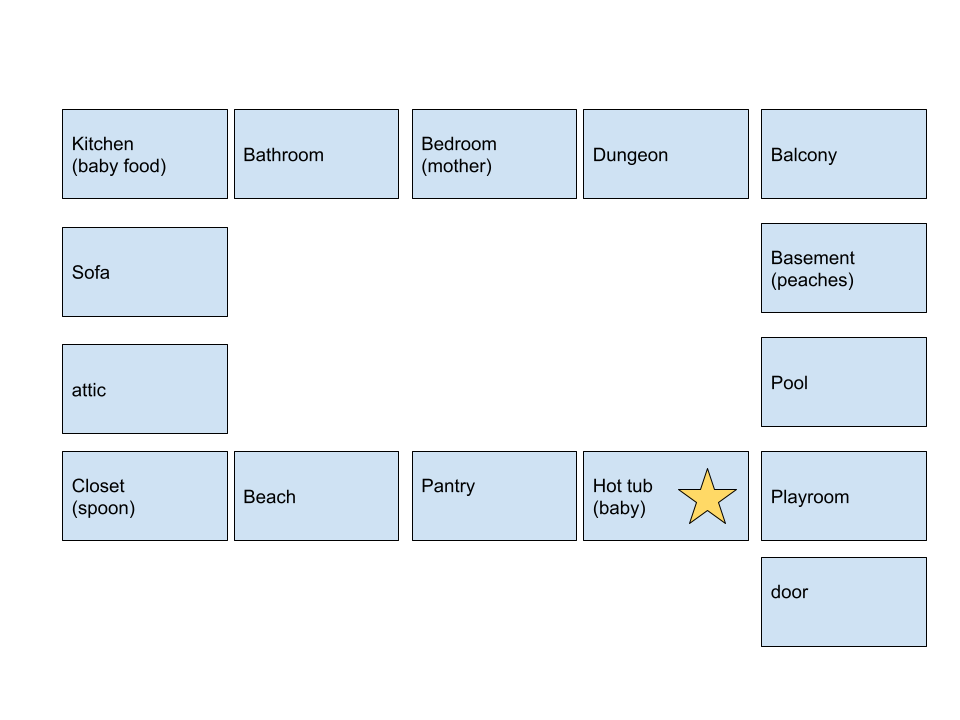 Kitchen
(baby food)
Bathroom
Bedroom
(mother)
Dungeon
Balcony
Sofa
Basement
(peaches)
attic
Pool
Closet
(spoon)
Beach
Pantry
Hot tub
(baby)
Playroom
door